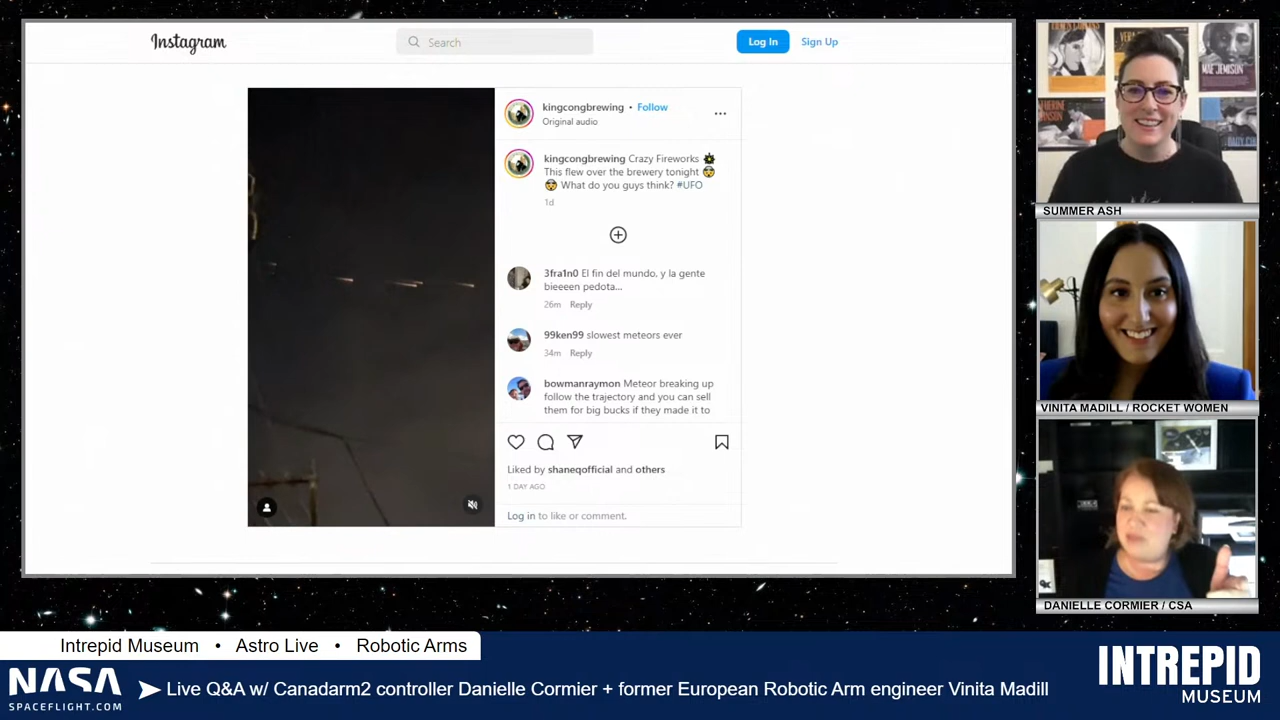 Instagram
Search
Log In
Sign Up
kingcongbrewing • Follow
Original audio
kingcongbrewing Crazy Fireworks
This flew over the brewery tonight
What do you guys think? #UFO
1d
3fra1n0 El fin del mundo, y la gente
bieeeen pedota...
26m Reply
99ken99 slowest meteors ever
34m Reply
bowmanraymon Meteor breaking up
follow the trajectory and you can sell
them for big bucks if they made it to
Liked by shaneqofficial and others
1 DAY AGO
Log in to like or comment.
MAE JEMISON
SUMMER ASH
VINITA MADILL / ROCKET WOMEN
DANIELLE CORMIER / CSA
Intrepid Museum • Astro Live • Robotic Arms
NASA
SPACEFLIGHT.COM
Live Q&A w/ Canadarm2 controller Danielle Cormier + former European Robotic Arm engineer Vinita Madill
INTREPID
MUSEUM